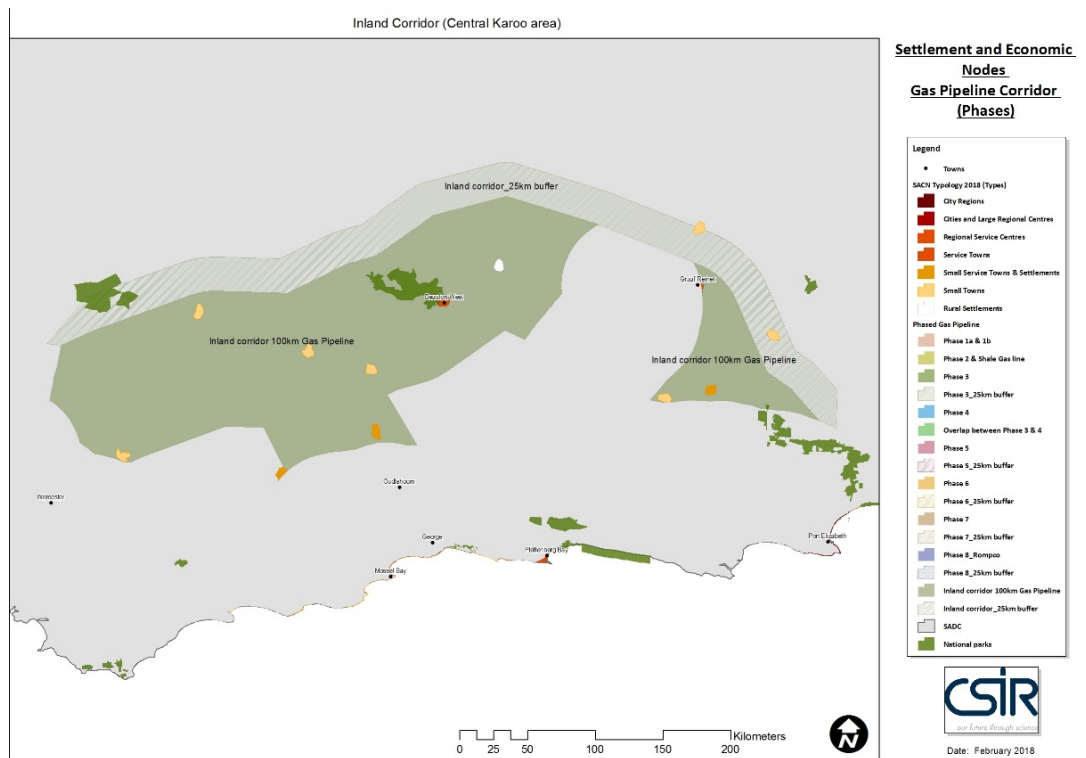 Inland Corridor (Central Karoo area)
Settlement and Economic
Nodes
Gas Pipeline Corridor
(Phases)
Inland corridor_25km buffer
Graaf Reinet
Beaufort West
Inland corridor 100km Gas Pipeline
Inland corridor 100km Gas Pipeline
Oudtshoorn
Worcester
George
Port Elizabeth
Plettenberg Bay
Mossel Bay
Legend
Towns
SACN Typology 2018 (Types)
City Regions
Cities and Large Regional Centres
Regional Service Centres
Service Towns
Small Service Towns & Settlements
Small Towns
Rural Settlements
Phased Gas Pipeline
Phase 1a & 1b
Phase 2 & Shale Gas line
Phase 3
Phase 3_25km buffer
Phase 4
Overlap between Phase 3 & 4
Phase 5
Phase 5_25km buffer
Phase 6
Phase 6_25km buffer
Phase 7
Phase 7_25km buffer
Phase 8_Rompco
Phase 8_25km buffer
Inland corridor 100km Gas Pipeline
Inland corridor_25km buffer
SADC
National parks
CSIR
our future through science
Kilometers
0 25 50 100 150 200
N
Date: February 2018